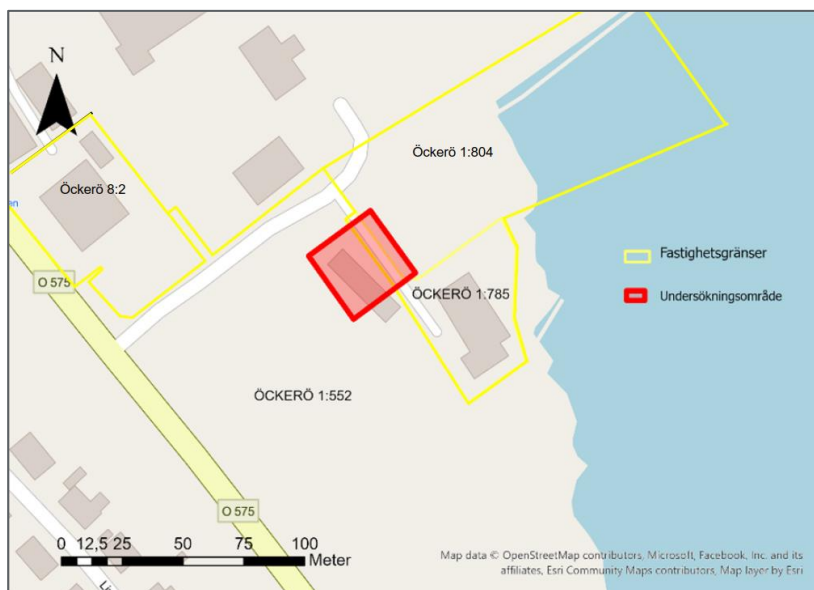 N
Öckerö 1:804
Öckerö 8:2
en
O 575
ÖCKERÖ 1:785
Fastighetsgränser
Undersökningsområde
ÖCKERÖ 1:552
O 575
0 12,5 25 50 75 100
Meter
Map data © OpenStreetMap contributors, Microsoft, Facebook, Inc. and its
affiliates, Esri Community Maps contributors, Map layer by Esri